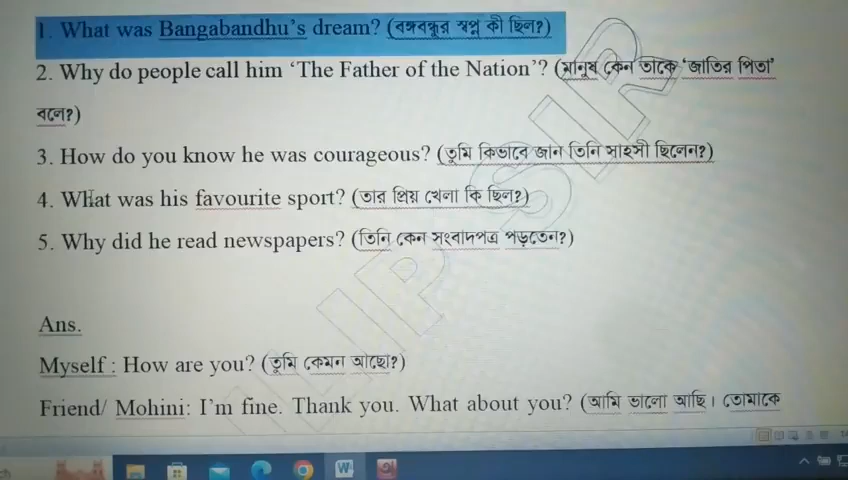 1. What was Bangabandhu's dream? (বঙ্গবন্ধুর স্বপ্ন কী ছিল?)
2. Why do people call him 'The Father of the Nation'? (মানুষ কেন তাকে 'জাতির পিতা'
বলে?)
3. How do you know he was courageous? (তুমি কিভাবে জান তিনি সাহসী ছিলেন?)
4. What was his favourite sport? (তার প্রিয় খেলা কি ছিল?)
5. Why did he read newspapers? (তিনি কেন সংবাদপত্র পড়তেন?)
Ans.
Myself : How are you? (তুমি কেমন আছো?)
Friend/ Mohini: I'm fine. Thank you. What about you? (আমি ভালো আছি। তোমাকে